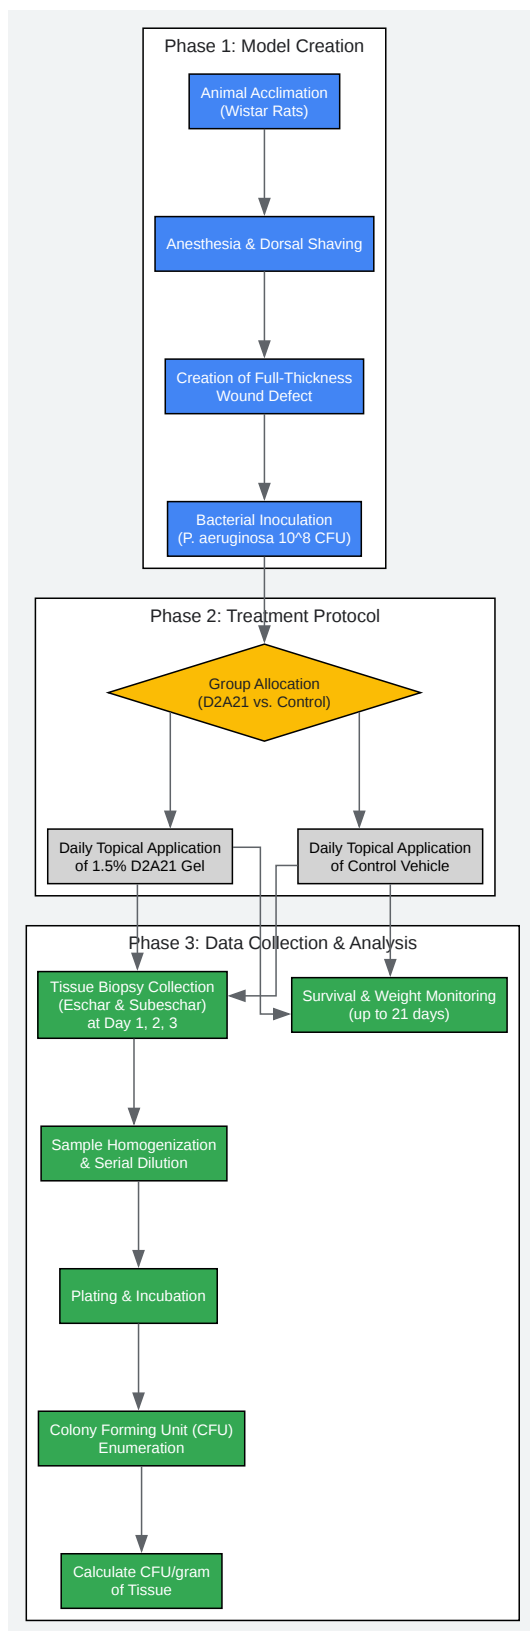 Phase 1: Model Creation
Animal Acclimation
(Wistar Rats)
Anesthesia & Dorsal Shaving
Creation of Full-Thickness
Wound Defect
Bacterial Inoculation
(P. aeruginosa 10^8 CFU)
Phase 2: Treatment Protocol
Group Allocation
(D2A21 vs. Control)
Daily Topical Application
of 1.5% D2A21 Gel
Daily Topical Application
of Control Vehicle
Phase 3: Data Collection & Analysis
Tissue Biopsy Collection
(Eschar & Subeschar)
at Day 1, 2, 3
Survival & Weight Monitoring
(up to 21 days)
Sample Homogenization
& Serial Dilution
Plating & Incubation
Colony Forming Unit (CFU)
Enumeration
Calculate CFU/gram
of Tissue